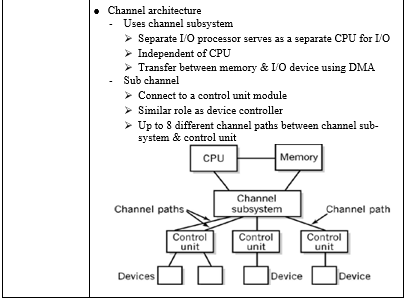 ● Channel architecture
- Uses channel subsystem
➢ Separate I/O processor serves as a separate CPU for I/O
➢ Independent of CPU
➢ Transfer between memory & I/O device using DMA
- Sub channel
➢ Connect to a control unit module
➢ Similar role as device controller
➢ Up to 8 different channel paths between channel sub-
system & control unit
CPU
Memory
Channel
subsystem
Channel paths
Channel path
Control
unit
Control
unit
Control
unit
Devices
Device
Device